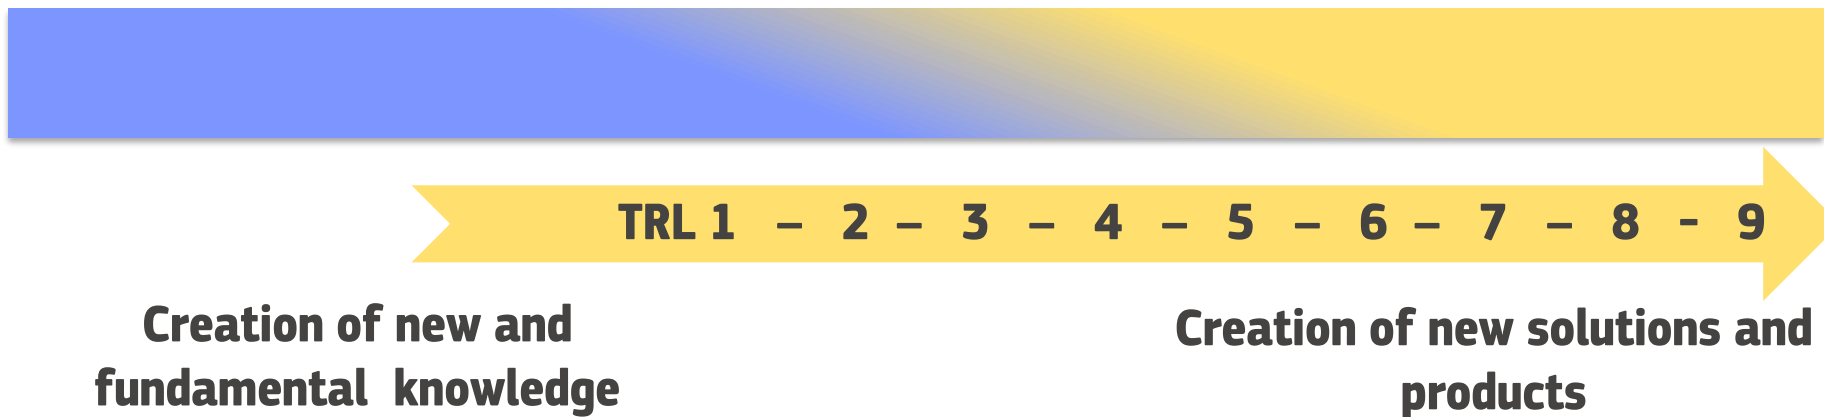 TRL 1 – 2 – 3 – 4 – 5 – 6 – 7 – 8 - 9
Creation of new and
fundamental knowledge
Creation of new solutions and
products